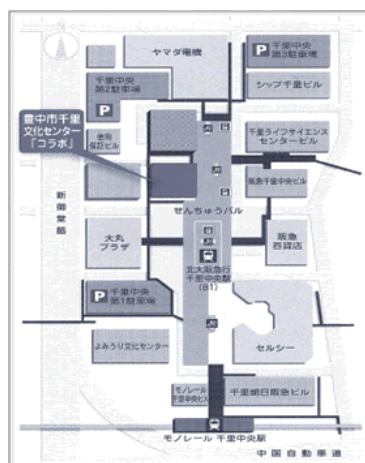 ヤマダ電機
P 千里中央
第3駐車場
千里中央
第2駐車場
P
シップ千里ビル
豊中市千里
文化センター
「コラボ」
住用
保証ビル
千里ライフサイエンス
センタービル
阪急千里中央ビル
せんちゅうパル
新御堂筋
大丸
プラザ
北大阪急行
千里中央駅
(B1)
阪急
百貨店
P 千里中央
第1駐車場
よみうり文化センター
セルシー
モノレール
千里中央ビル
千里朝日阪急ビル
モノレール 千里中央駅
中国自動車道